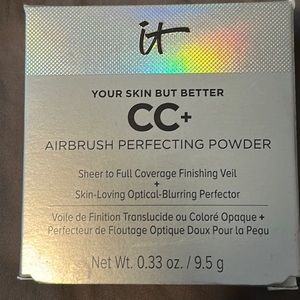 it
YOUR SKIN BUT BETTER
CC+
AIRBRUSH PERFECTING POWDER
Sheer to Full Coverage Finishing Veil
+
Skin-Loving Optical-Blurring Perfector
Voile de Finition Translucide ou Coloré Opaque +
Perfecteur de Floutage Optique Doux Pour la Peau
Net Wt. 0.33 oz. / 9.5 g